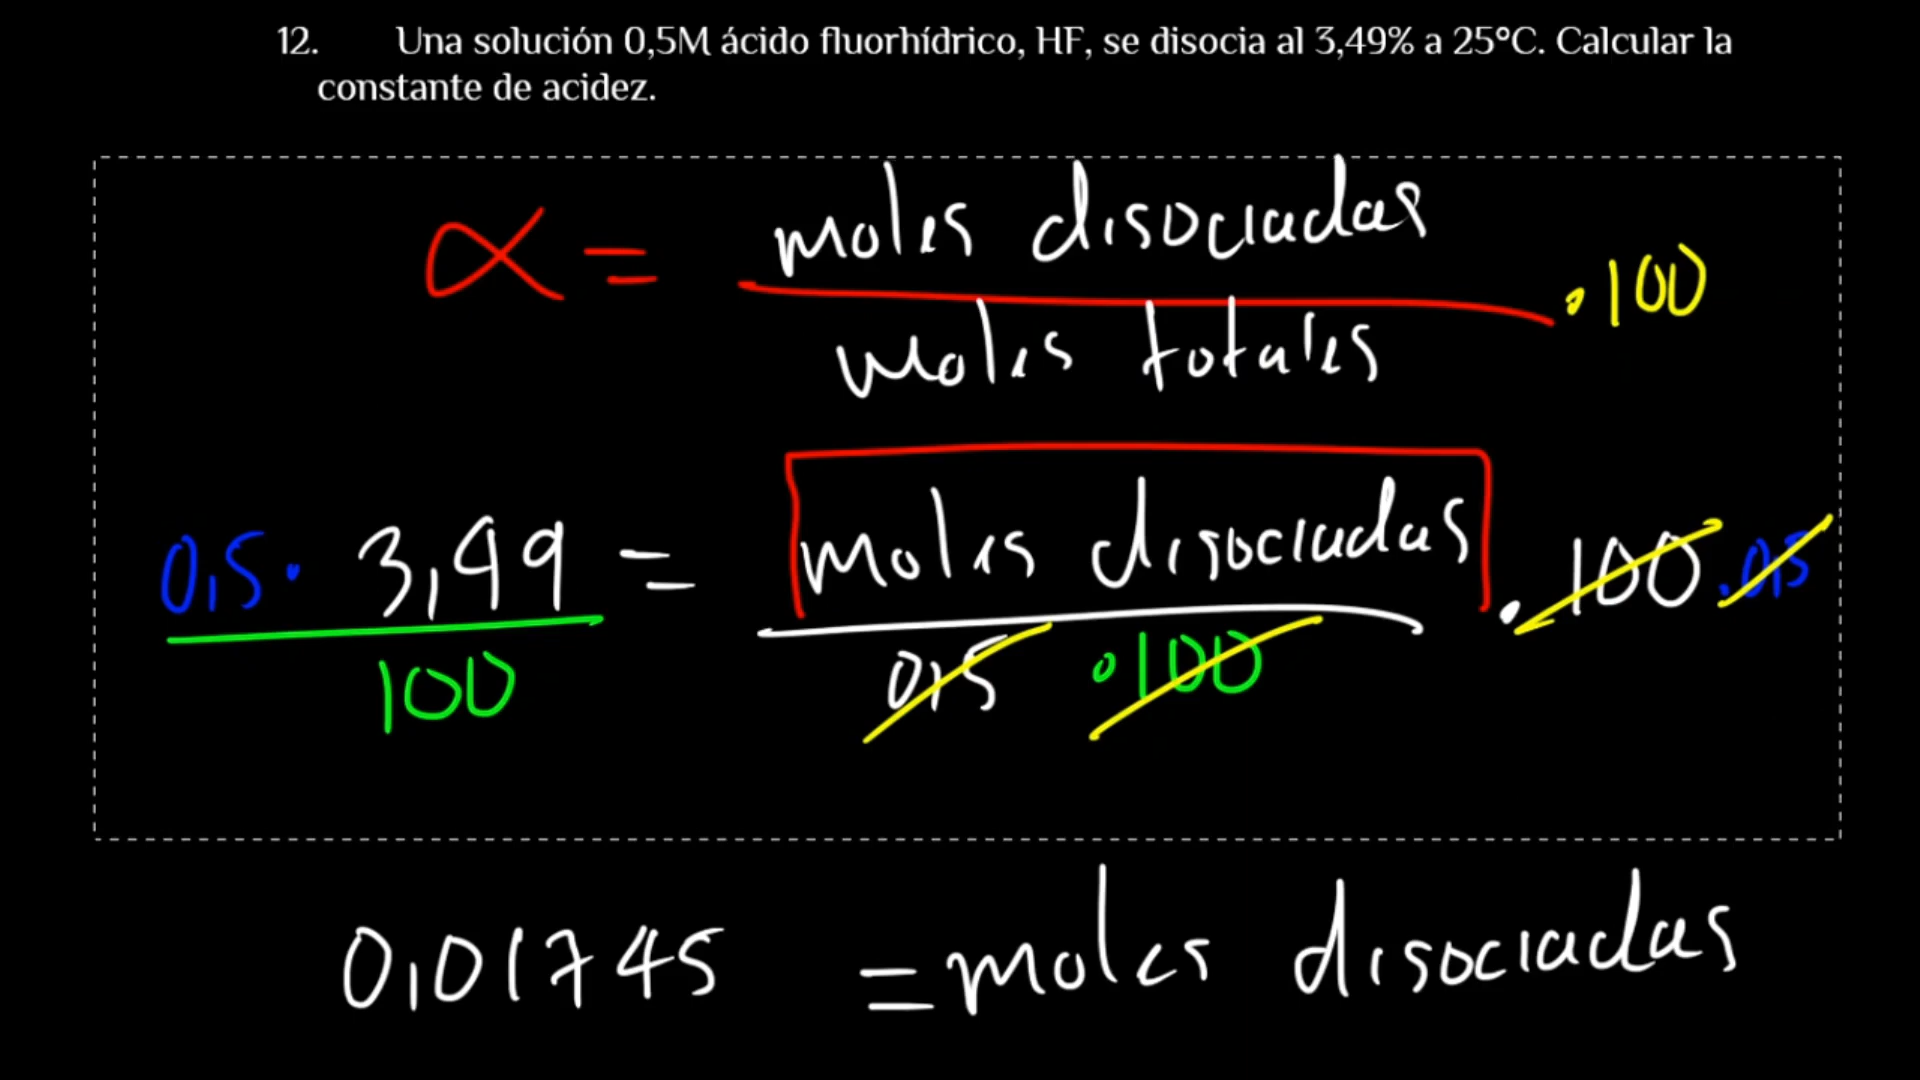 12. Una solución 0,5M ácido fluorhídrico, HF, se disocia al 3,49% a 25°C. Calcular la
constante de acidez.
α = moles disociadas
moles totales
.100
0,5. 3,49 = moles disociadas . 100 .0,5
100
0,5 .100
0,01745 = moles disociadas